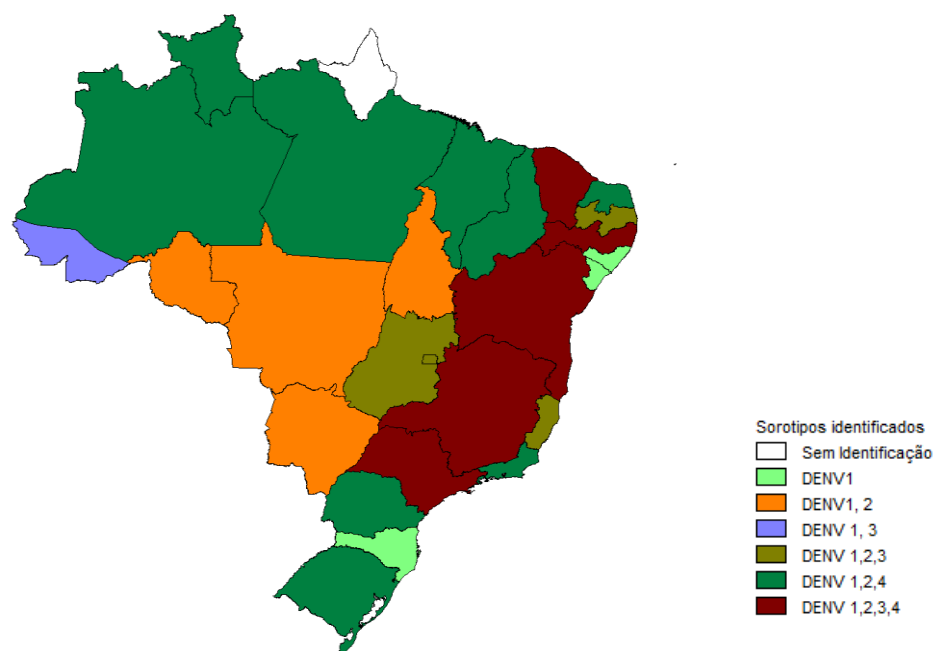 Sorotipos identificados
Sem Identificação
DENV1
DENV1, 2
DENV 1, 3
DENV 1,2,3
DENV 1,2,4
DENV 1,2,3,4